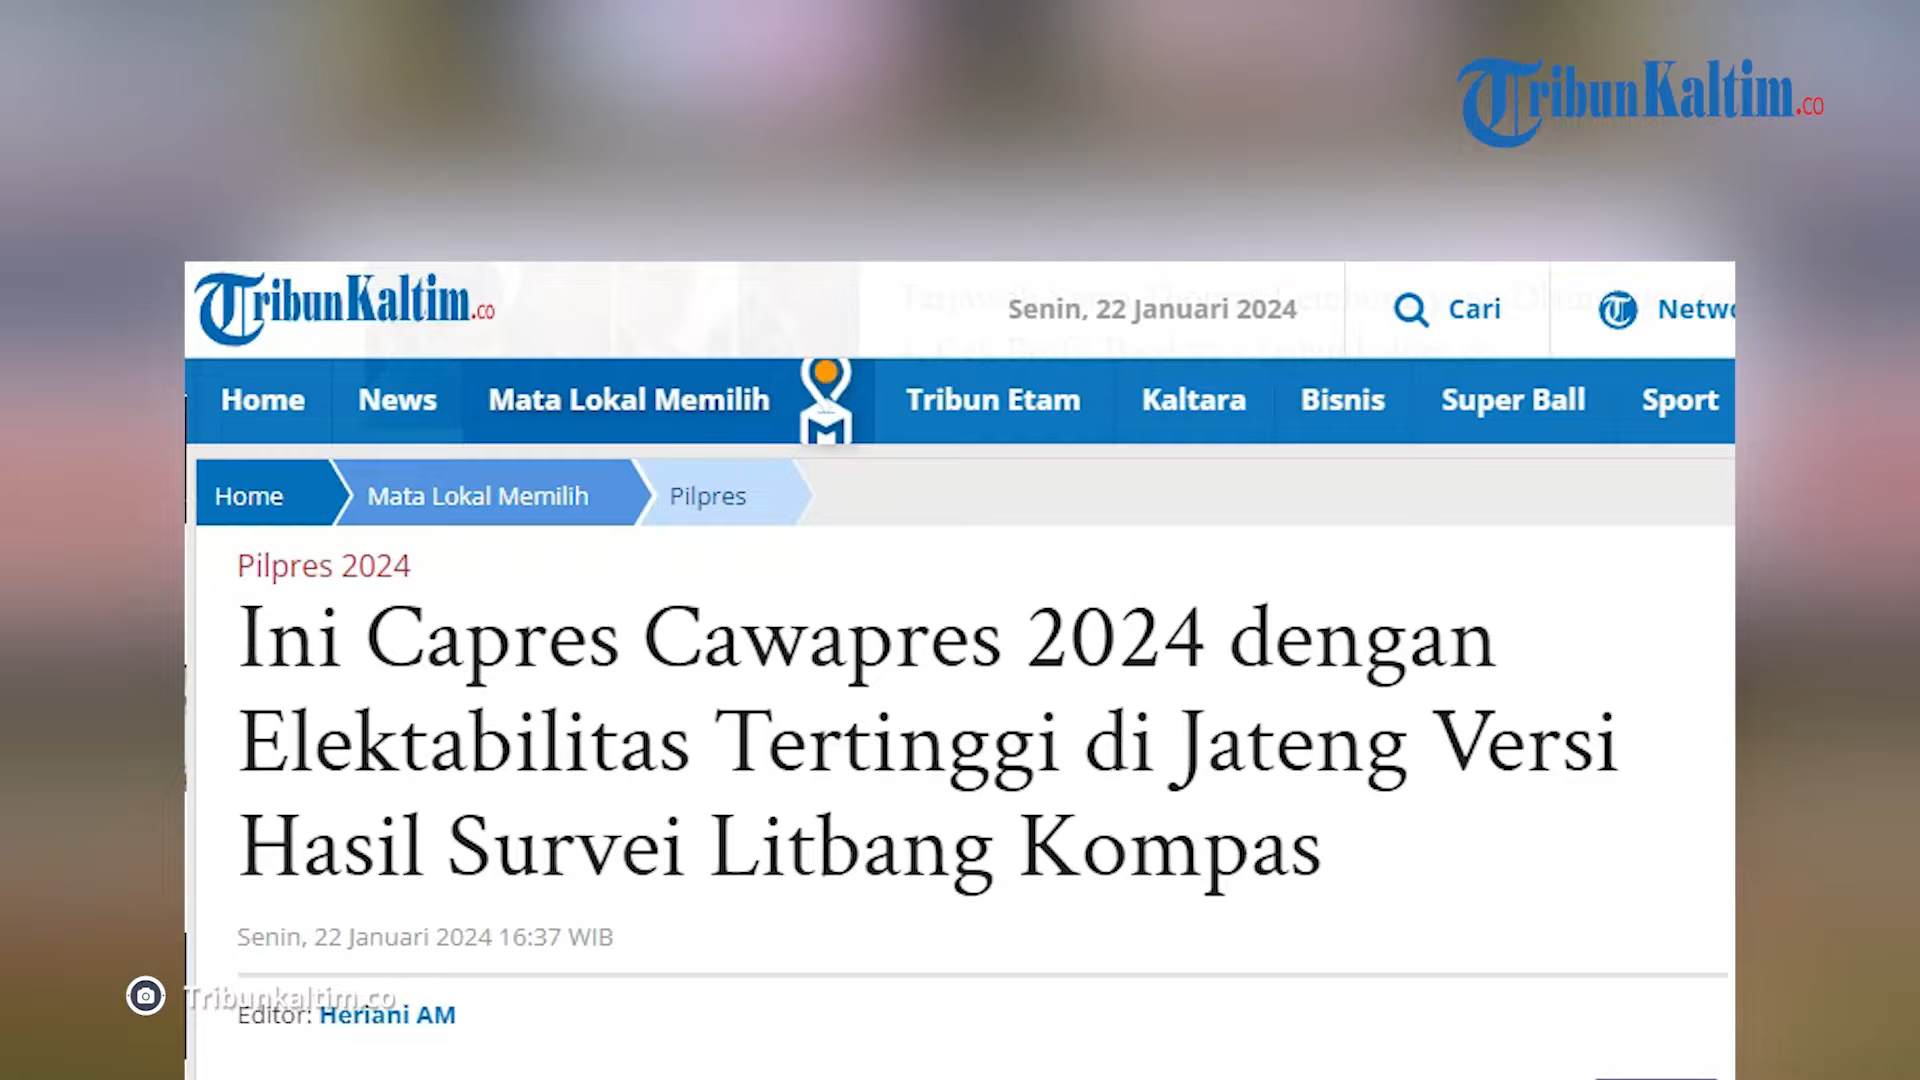 TribunKaltim.co
TribunKaltim.co
Senin, 22 Januari 2024
Cari
Netwo
Home
News
Mata Lokal Memilih
Tribun Etam
Kaltara
Bisnis
Super Ball
Sport
Home
Mata Lokal Memilih
Pilpres
Pilpres 2024
Ini Capres Cawapres 2024 dengan
Elektabilitas Tertinggi di Jateng Versi
Hasil Survei Litbang Kompas
Senin, 22 Januari 2024 16:37 WIB
Tribunkaltim.co
Editor: Heriani AM